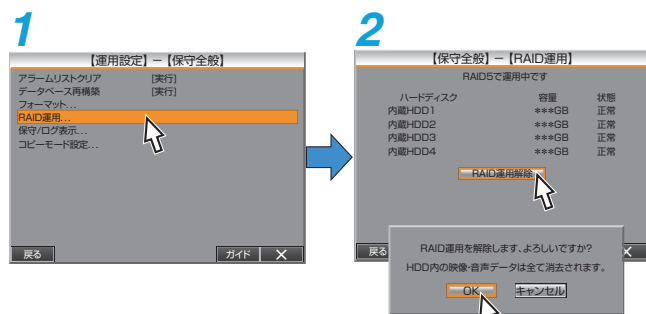 1
【運用設定】－【保守全般】
アラームリストクリア [実行]
データベース再構築 [実行]
フォーマット...
RAID運用...
保守/ログ表示...
コピーモード設定...
戻る ガイド ×
2
【保守全般】－【RAID運用】
RAID5で運用中です
ハードディスク 容量 状態
内蔵HDD1 ***GB 正常
内蔵HDD2 ***GB 正常
内蔵HDD3 ***GB 正常
内蔵HDD4 ***GB 正常
RAID運用解除
戻る ×
RAID運用を解除します、よろしいですか?
HDD内の映像・音声データは全て消去されます。
OK キャンセル